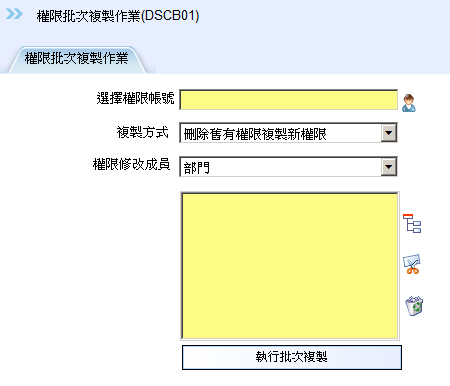 權限批次複製作業(DSCB01)
權限批次複製作業
選擇權限帳號
複製方式 刪除舊有權限複製新權限
權限修改成員 部門
執行批次複製